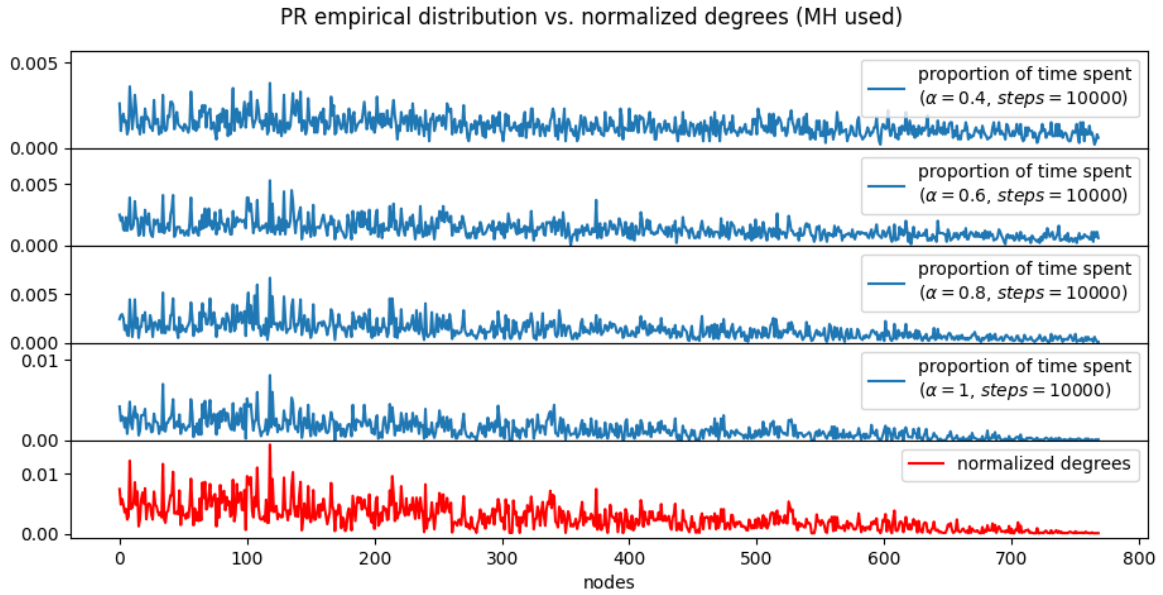 PR empirical distribution vs. normalized degrees (MH used)
0.005
0.000
proportion of time spent
(α = 0.4, steps = 10000)
0.005
0.000
proportion of time spent
(α = 0.6, steps = 10000)
0.005
0.000
proportion of time spent
(α = 0.8, steps = 10000)
0.01
0.00
proportion of time spent
(α = 1, steps = 10000)
0.01
0.00
normalized degrees
0 100 200 300 400 500 600 700 800
nodes